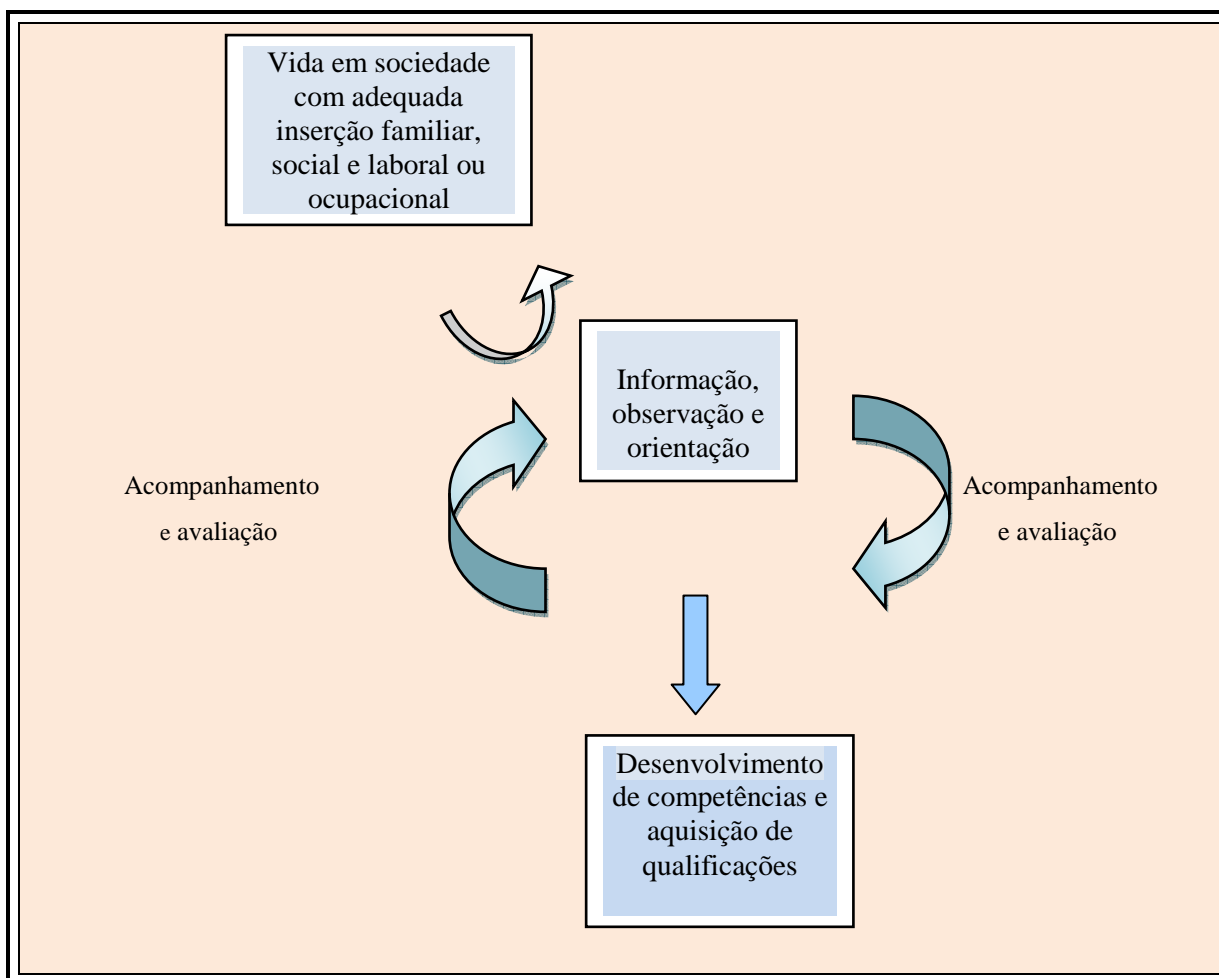 Vida em sociedade
com adequada
inserção familiar,
social e laboral ou
ocupacional
Informação,
observação e
orientação
Acompanhamento
e avaliação
Acompanhamento
e avaliação
Desenvolvimento
de competências e
aquisição de
qualificações